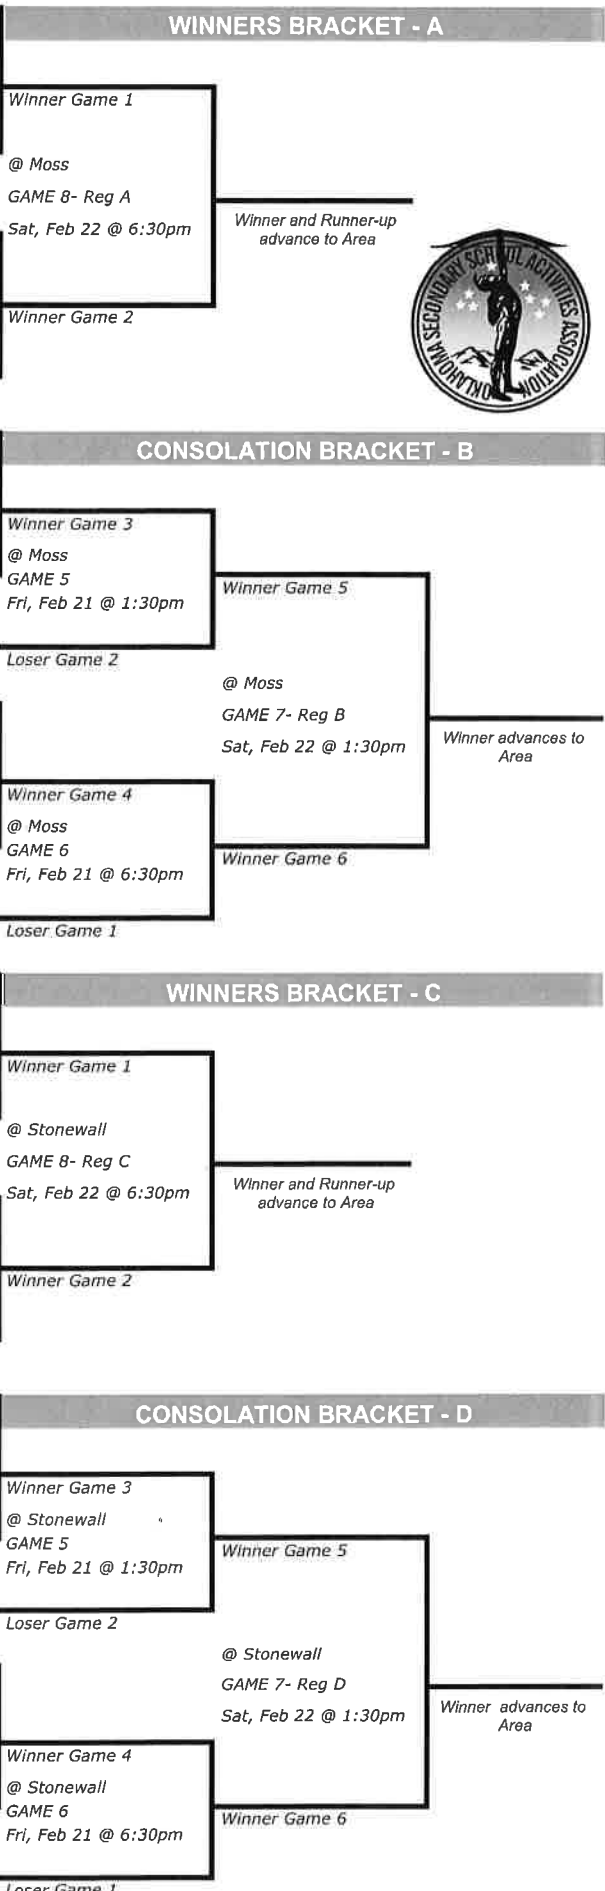 WINNERS BRACKET - A
Winner Game 1
@ Moss
GAME 8- Reg A
Sat, Feb 22 @ 6:30pm
Winner and Runner-up
advance to Area
Winner Game 2
OKLAHOMA SECONDARY SCHOOL ACTIVITIES ASSOCIATION
CONSOLATION BRACKET - B
Winner Game 3
@ Moss
GAME 5
Fri, Feb 21 @ 1:30pm
Loser Game 2
Winner Game 5
@ Moss
GAME 7- Reg B
Sat, Feb 22 @ 1:30pm
Winner advances to
Area
Winner Game 4
@ Moss
GAME 6
Fri, Feb 21 @ 6:30pm
Winner Game 6
Loser Game 1
WINNERS BRACKET - C
Winner Game 1
@ Stonewall
GAME 8- Reg C
Sat, Feb 22 @ 6:30pm
Winner and Runner-up
advance to Area
Winner Game 2
CONSOLATION BRACKET - D
Winner Game 3
@ Stonewall
GAME 5
Fri, Feb 21 @ 1:30pm
Loser Game 2
Winner Game 5
@ Stonewall
GAME 7- Reg D
Sat, Feb 22 @ 1:30pm
Winner advances to
Area
Winner Game 4
@ Stonewall
GAME 6
Fri, Feb 21 @ 6:30pm
Winner Game 6
Loser Game 1